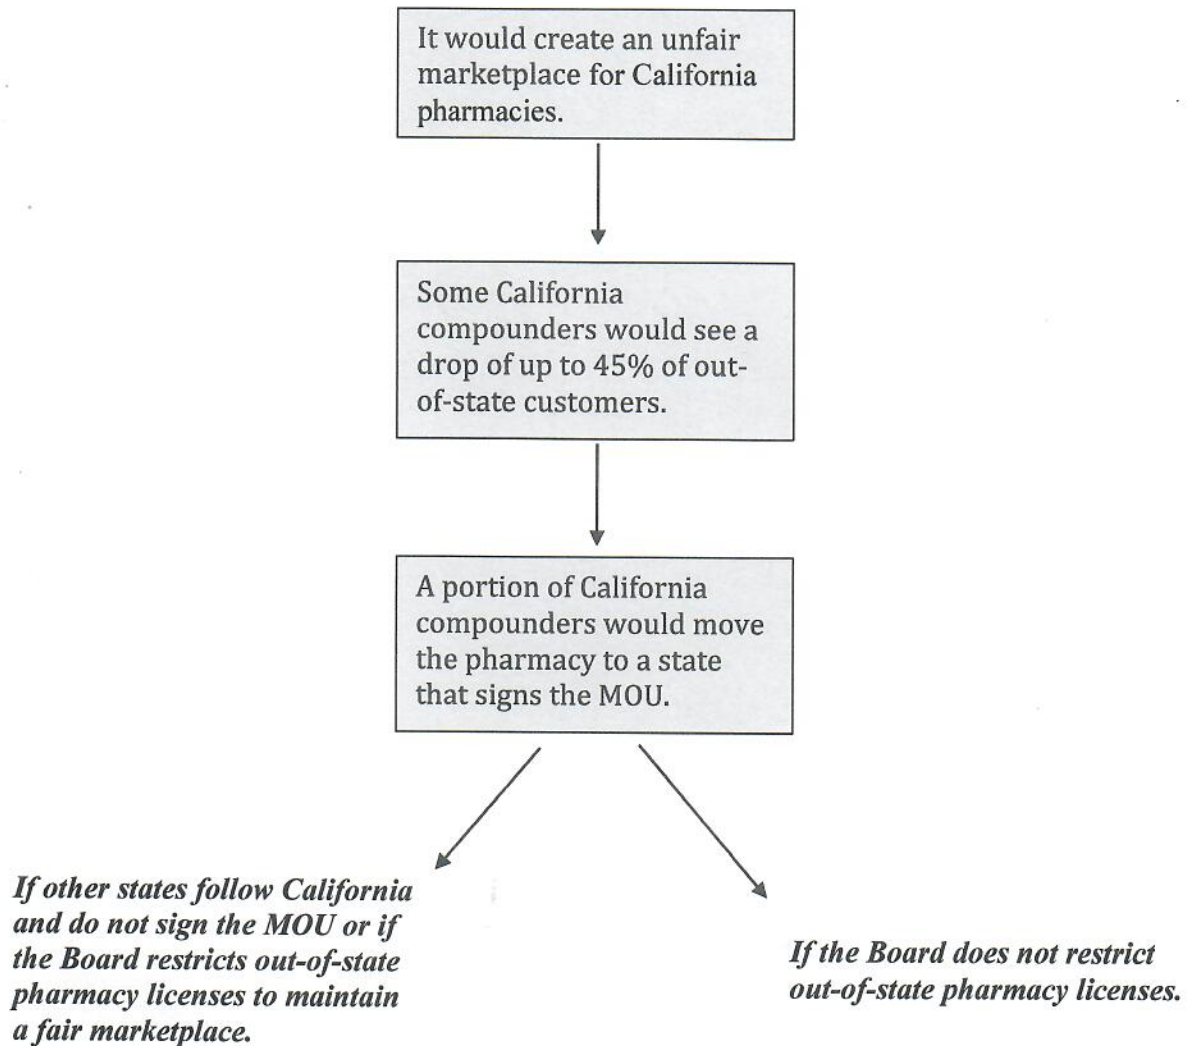 It would create an unfair
marketplace for California
pharmacies.
Some California
compounders would see a
drop of up to 45% of out-
of-state customers.
A portion of California
compounders would move
the pharmacy to a state
that signs the MOU.
If other states follow California
and do not sign the MOU or if
the Board restricts out-of-state
pharmacy licenses to maintain
a fair marketplace.
If the Board does not restrict
out-of-state pharmacy licenses.